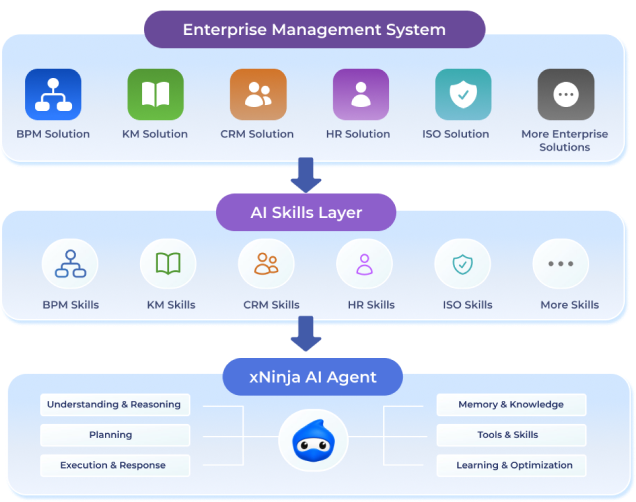 Enterprise Management System
BPM Solution
KM Solution
CRM Solution
HR Solution
ISO Solution
More Enterprise
Solutions
AI Skills Layer
BPM Skills
KM Skills
CRM Skills
HR Skills
ISO Skills
More Skills
xNinja AI Agent
Understanding & Reasoning
Planning
Execution & Response
Memory & Knowledge
Tools & Skills
Learning & Optimization